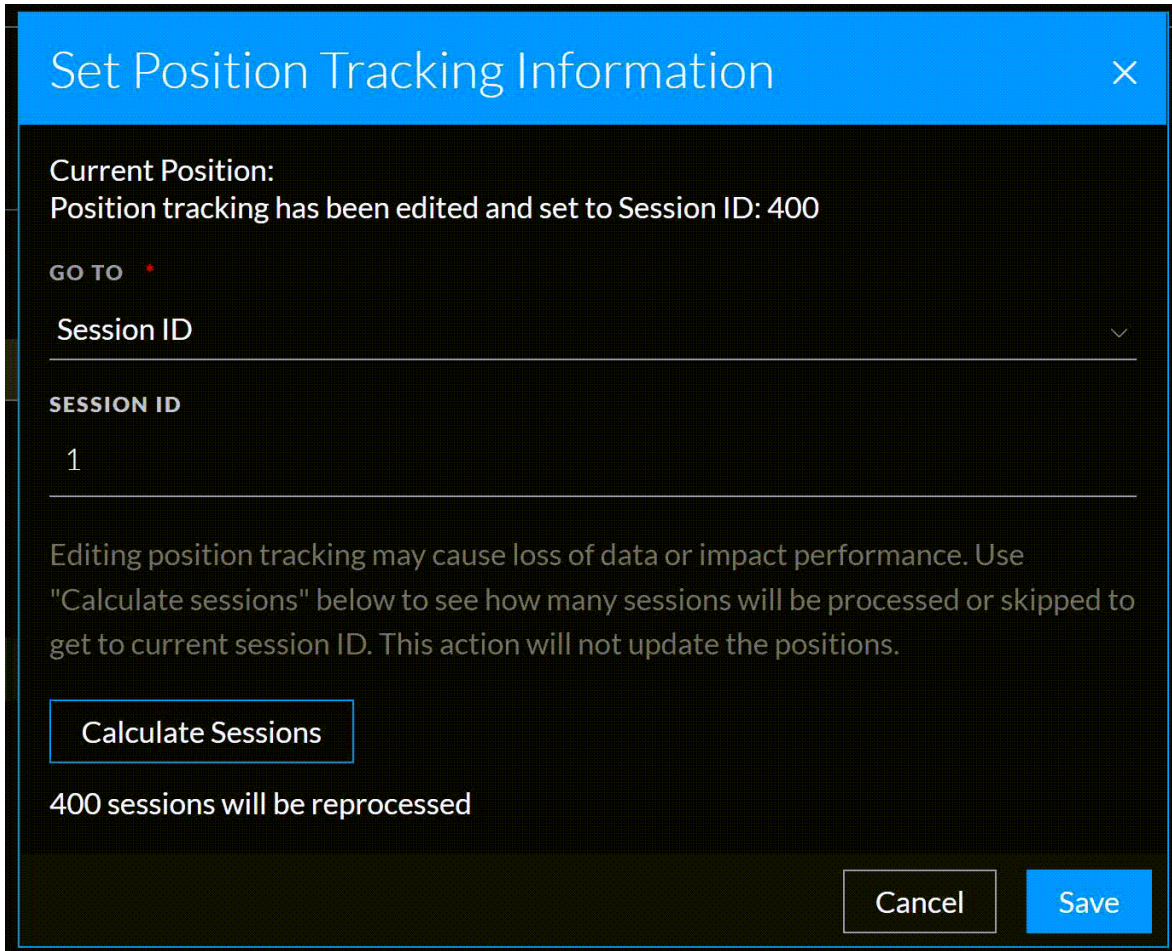 Set Position Tracking Information
Current Position:
Position tracking has been edited and set to Session ID: 400
GO TO *
Session ID
SESSION ID
1
Editing position tracking may cause loss of data or impact performance. Use
"Calculate sessions" below to see how many sessions will be processed or skipped to
get to current session ID. This action will not update the positions.
Calculate Sessions
400 sessions will be reprocessed
Cancel Save